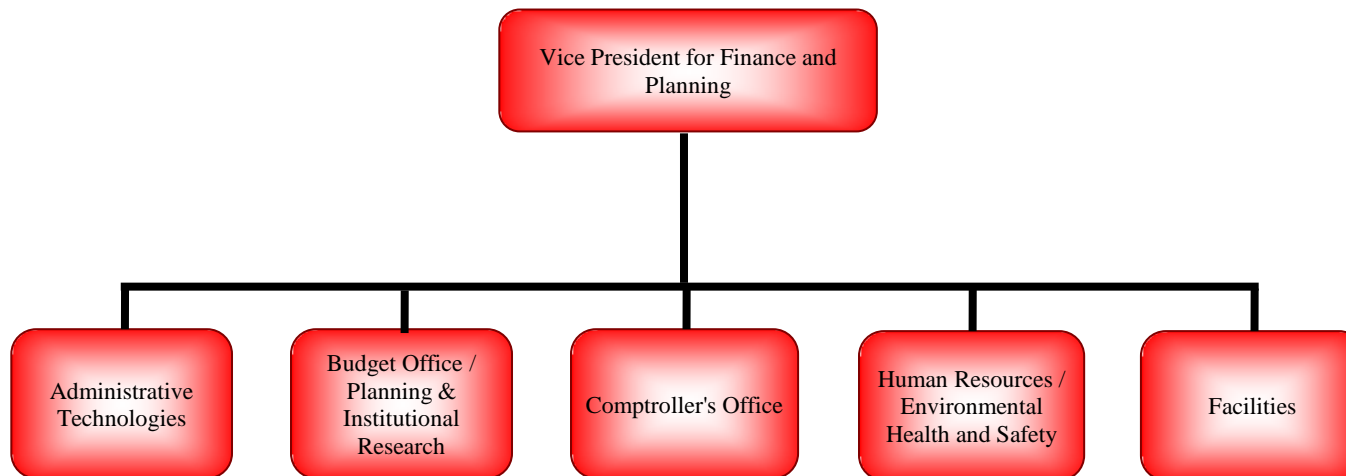 Vice President for Finance and
Planning
Administrative
Technologies
Budget Office /
Planning &
Institutional
Research
Comptroller's Office
Human Resources /
Environmental
Health and Safety
Facilities